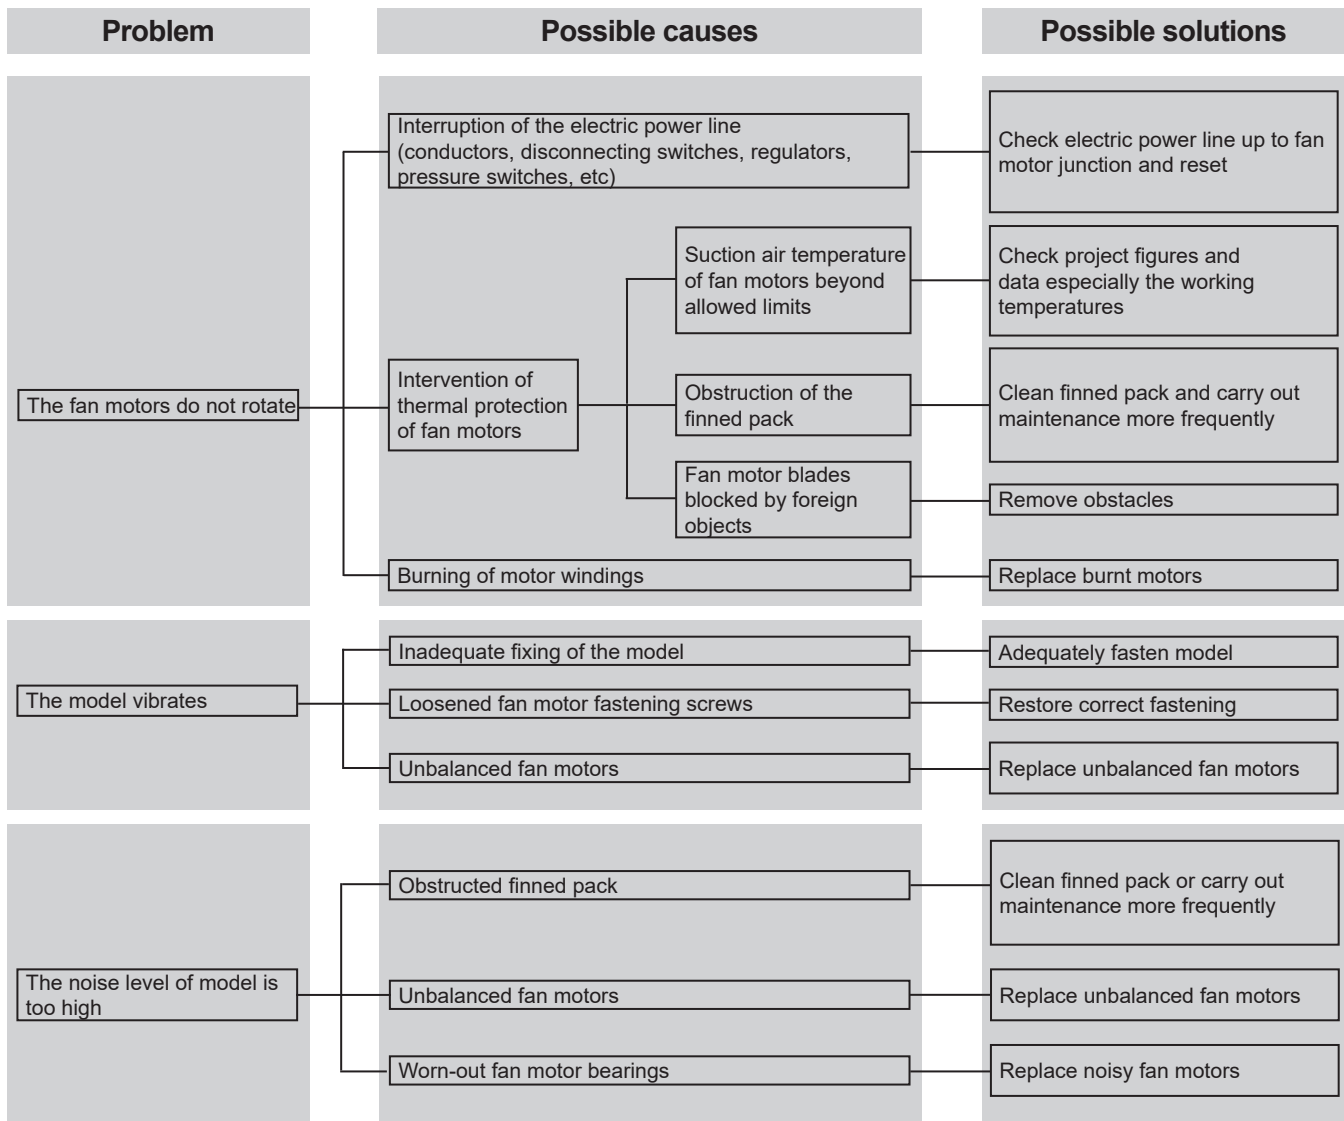 Problem
Possible causes
Possible solutions
The fan motors do not rotate
Interruption of the electric power line
(conductors, disconnecting switches, regulators,
pressure switches, etc)
Check electric power line up to fan
motor junction and reset
Intervention of
thermal protection
of fan motors
Suction air temperature
of fan motors beyond
allowed limits
Check project figures and
data especially the working
temperatures
Obstruction of the
finned pack
Clean finned pack and carry out
maintenance more frequently
Fan motor blades
blocked by foreign
objects
Remove obstacles
Burning of motor windings
Replace burnt motors
The model vibrates
Inadequate fixing of the model
Adequately fasten model
Loosened fan motor fastening screws
Restore correct fastening
Unbalanced fan motors
Replace unbalanced fan motors
The noise level of model is
too high
Obstructed finned pack
Clean finned pack or carry out
maintenance more frequently
Unbalanced fan motors
Replace unbalanced fan motors
Worn-out fan motor bearings
Replace noisy fan motors